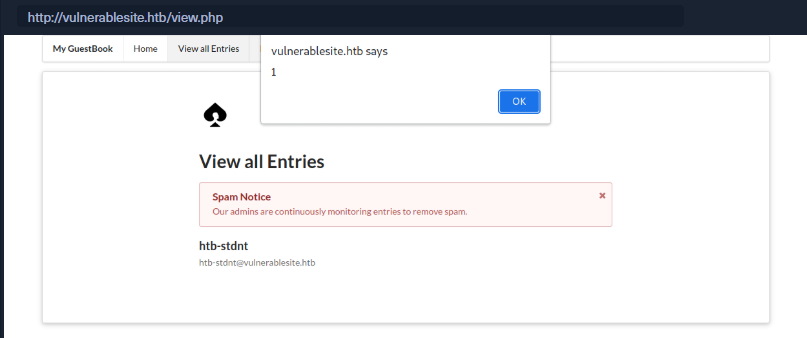 http://vulnerablesite.htb/view.php
My GuestBook Home View all Entries
vulnerablesite.htb says
1
OK
View all Entries
Spam Notice
Our admins are continuously monitoring entries to remove spam.
htb-stdnt
htb-stdnt@vulnerablesite.htb